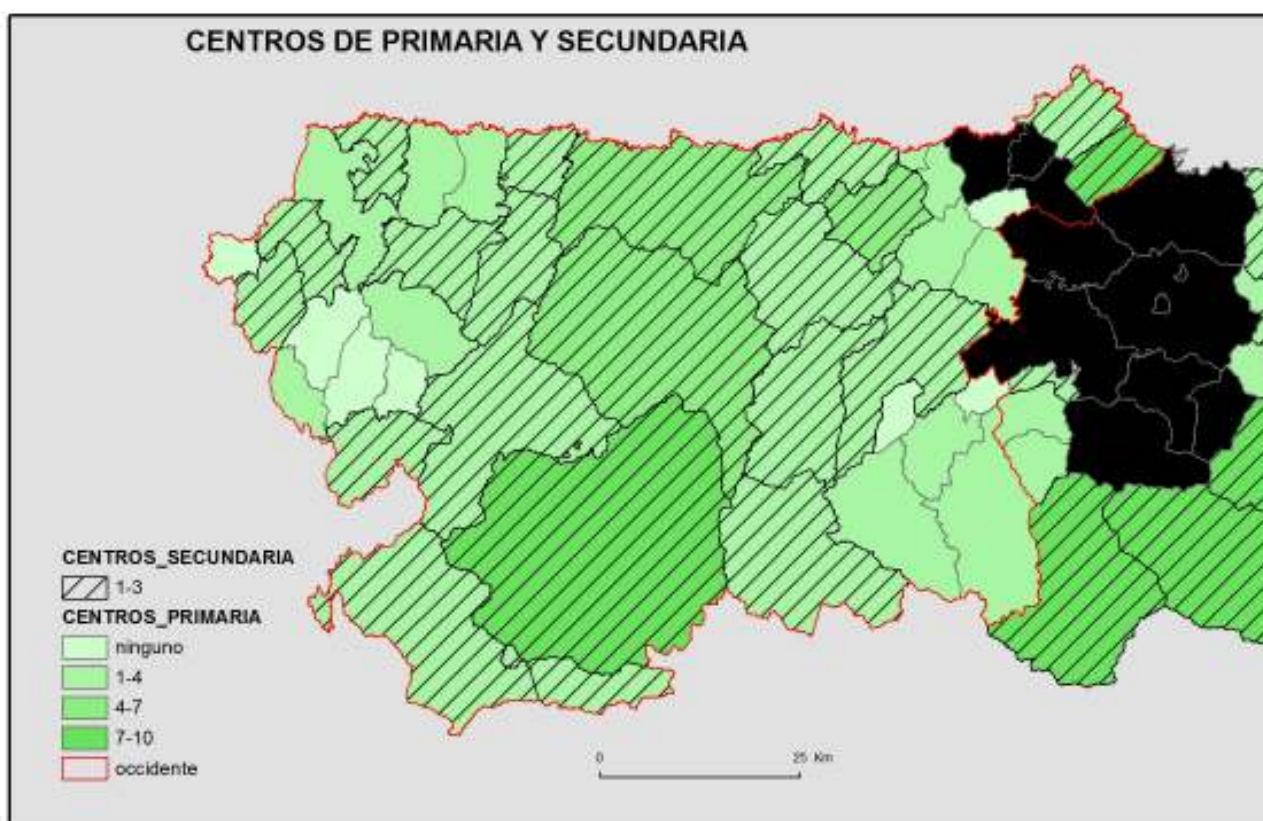 CENTROS DE PRIMARIA Y SECUNDARIA
CENTROS_SECUNDARIA
1-3
CENTROS_PRIMARIA
ninguno
1-4
4-7
7-10
occidente
0 25 Km